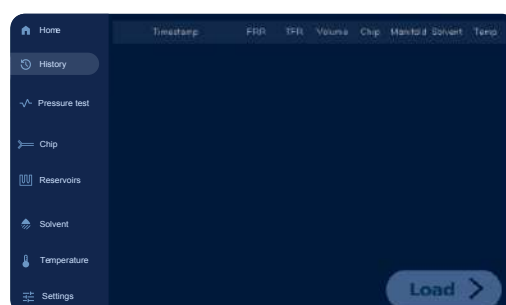 Home
Timestamp FRR TFR Volume Chip Manifold Solvent Temp
History
Pressure test
Chip
Reservoirs
Solvent
Temperature
Settings
Load